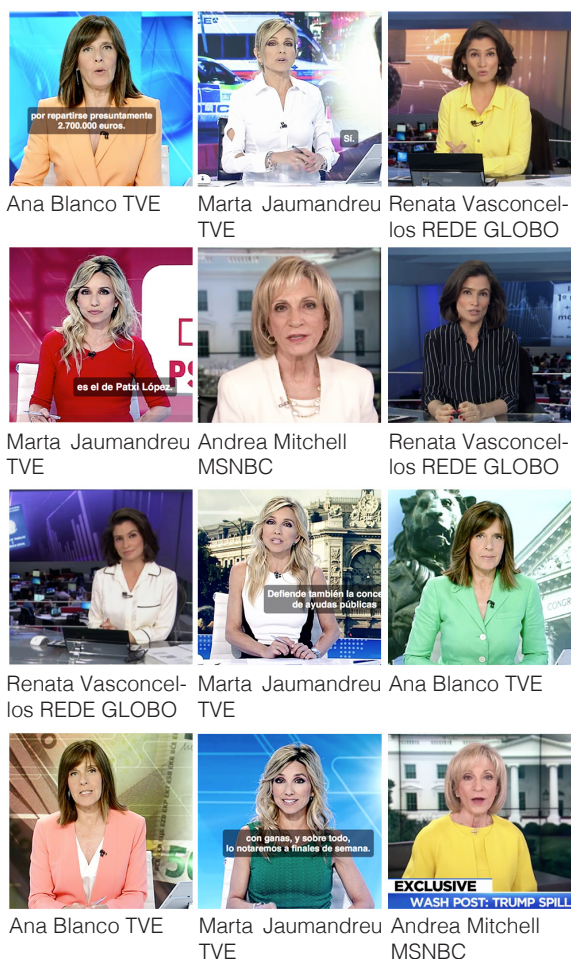 por repartirse presuntamente
2.700.000 euros.
Sí.
Ana Blanco TVE
Marta Jaumandreu
TVE
Renata Vasconcel-
los REDE GLOBO
es el de Patxi López.
PS
1º
Marta Jaumandreu
TVE
Andrea Mitchell
MSNBC
Renata Vasconcel-
los REDE GLOBO
Defiende también la conce
de ayudas públicas
CONGR
Renata Vasconcel-
los REDE GLOBO
Marta Jaumandreu
TVE
Ana Blanco TVE
con ganas, y sobre todo,
lo notaremos a finales de semana.
EXCLUSIVE
WASH POST: TRUMP SPILL
Ana Blanco TVE
Marta Jaumandreu
TVE
Andrea Mitchell
MSNBC